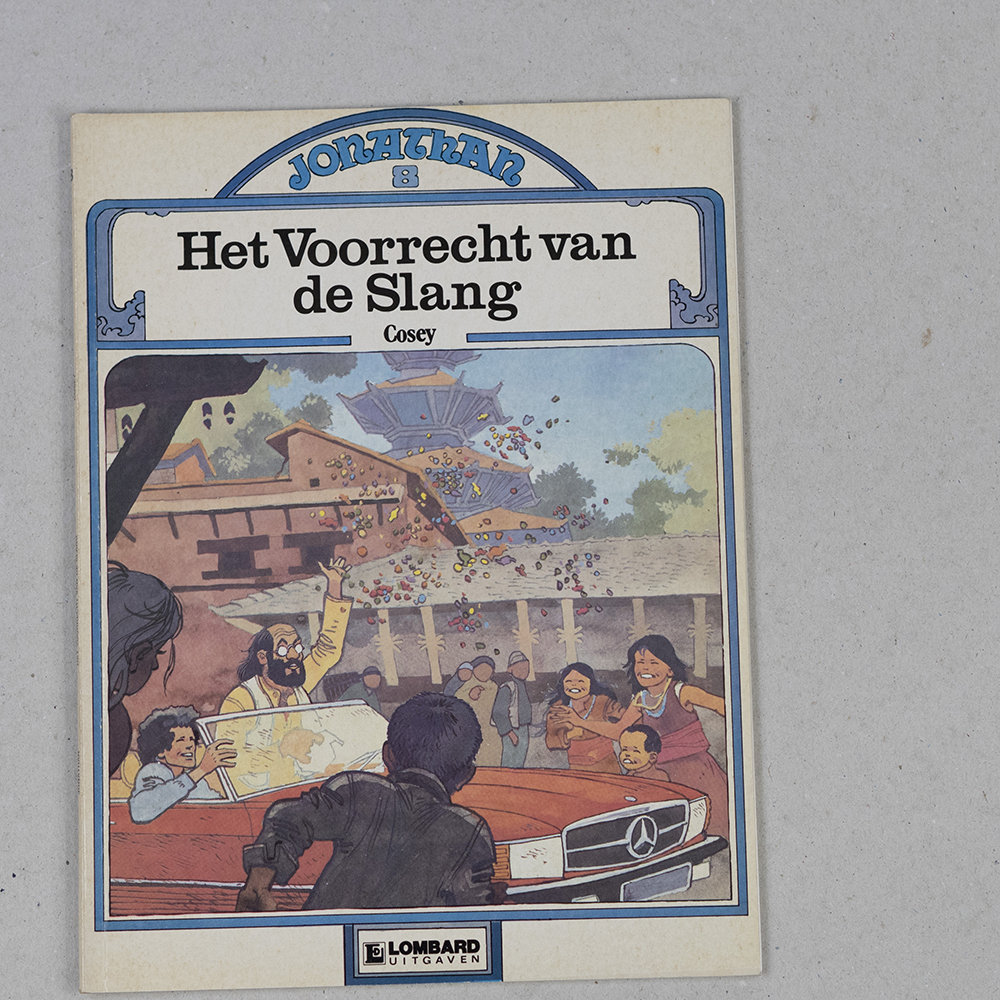 JONATHAN
8
Het Voorrecht van
de Slang
Cosey
LOMBARD
UITGAVEN